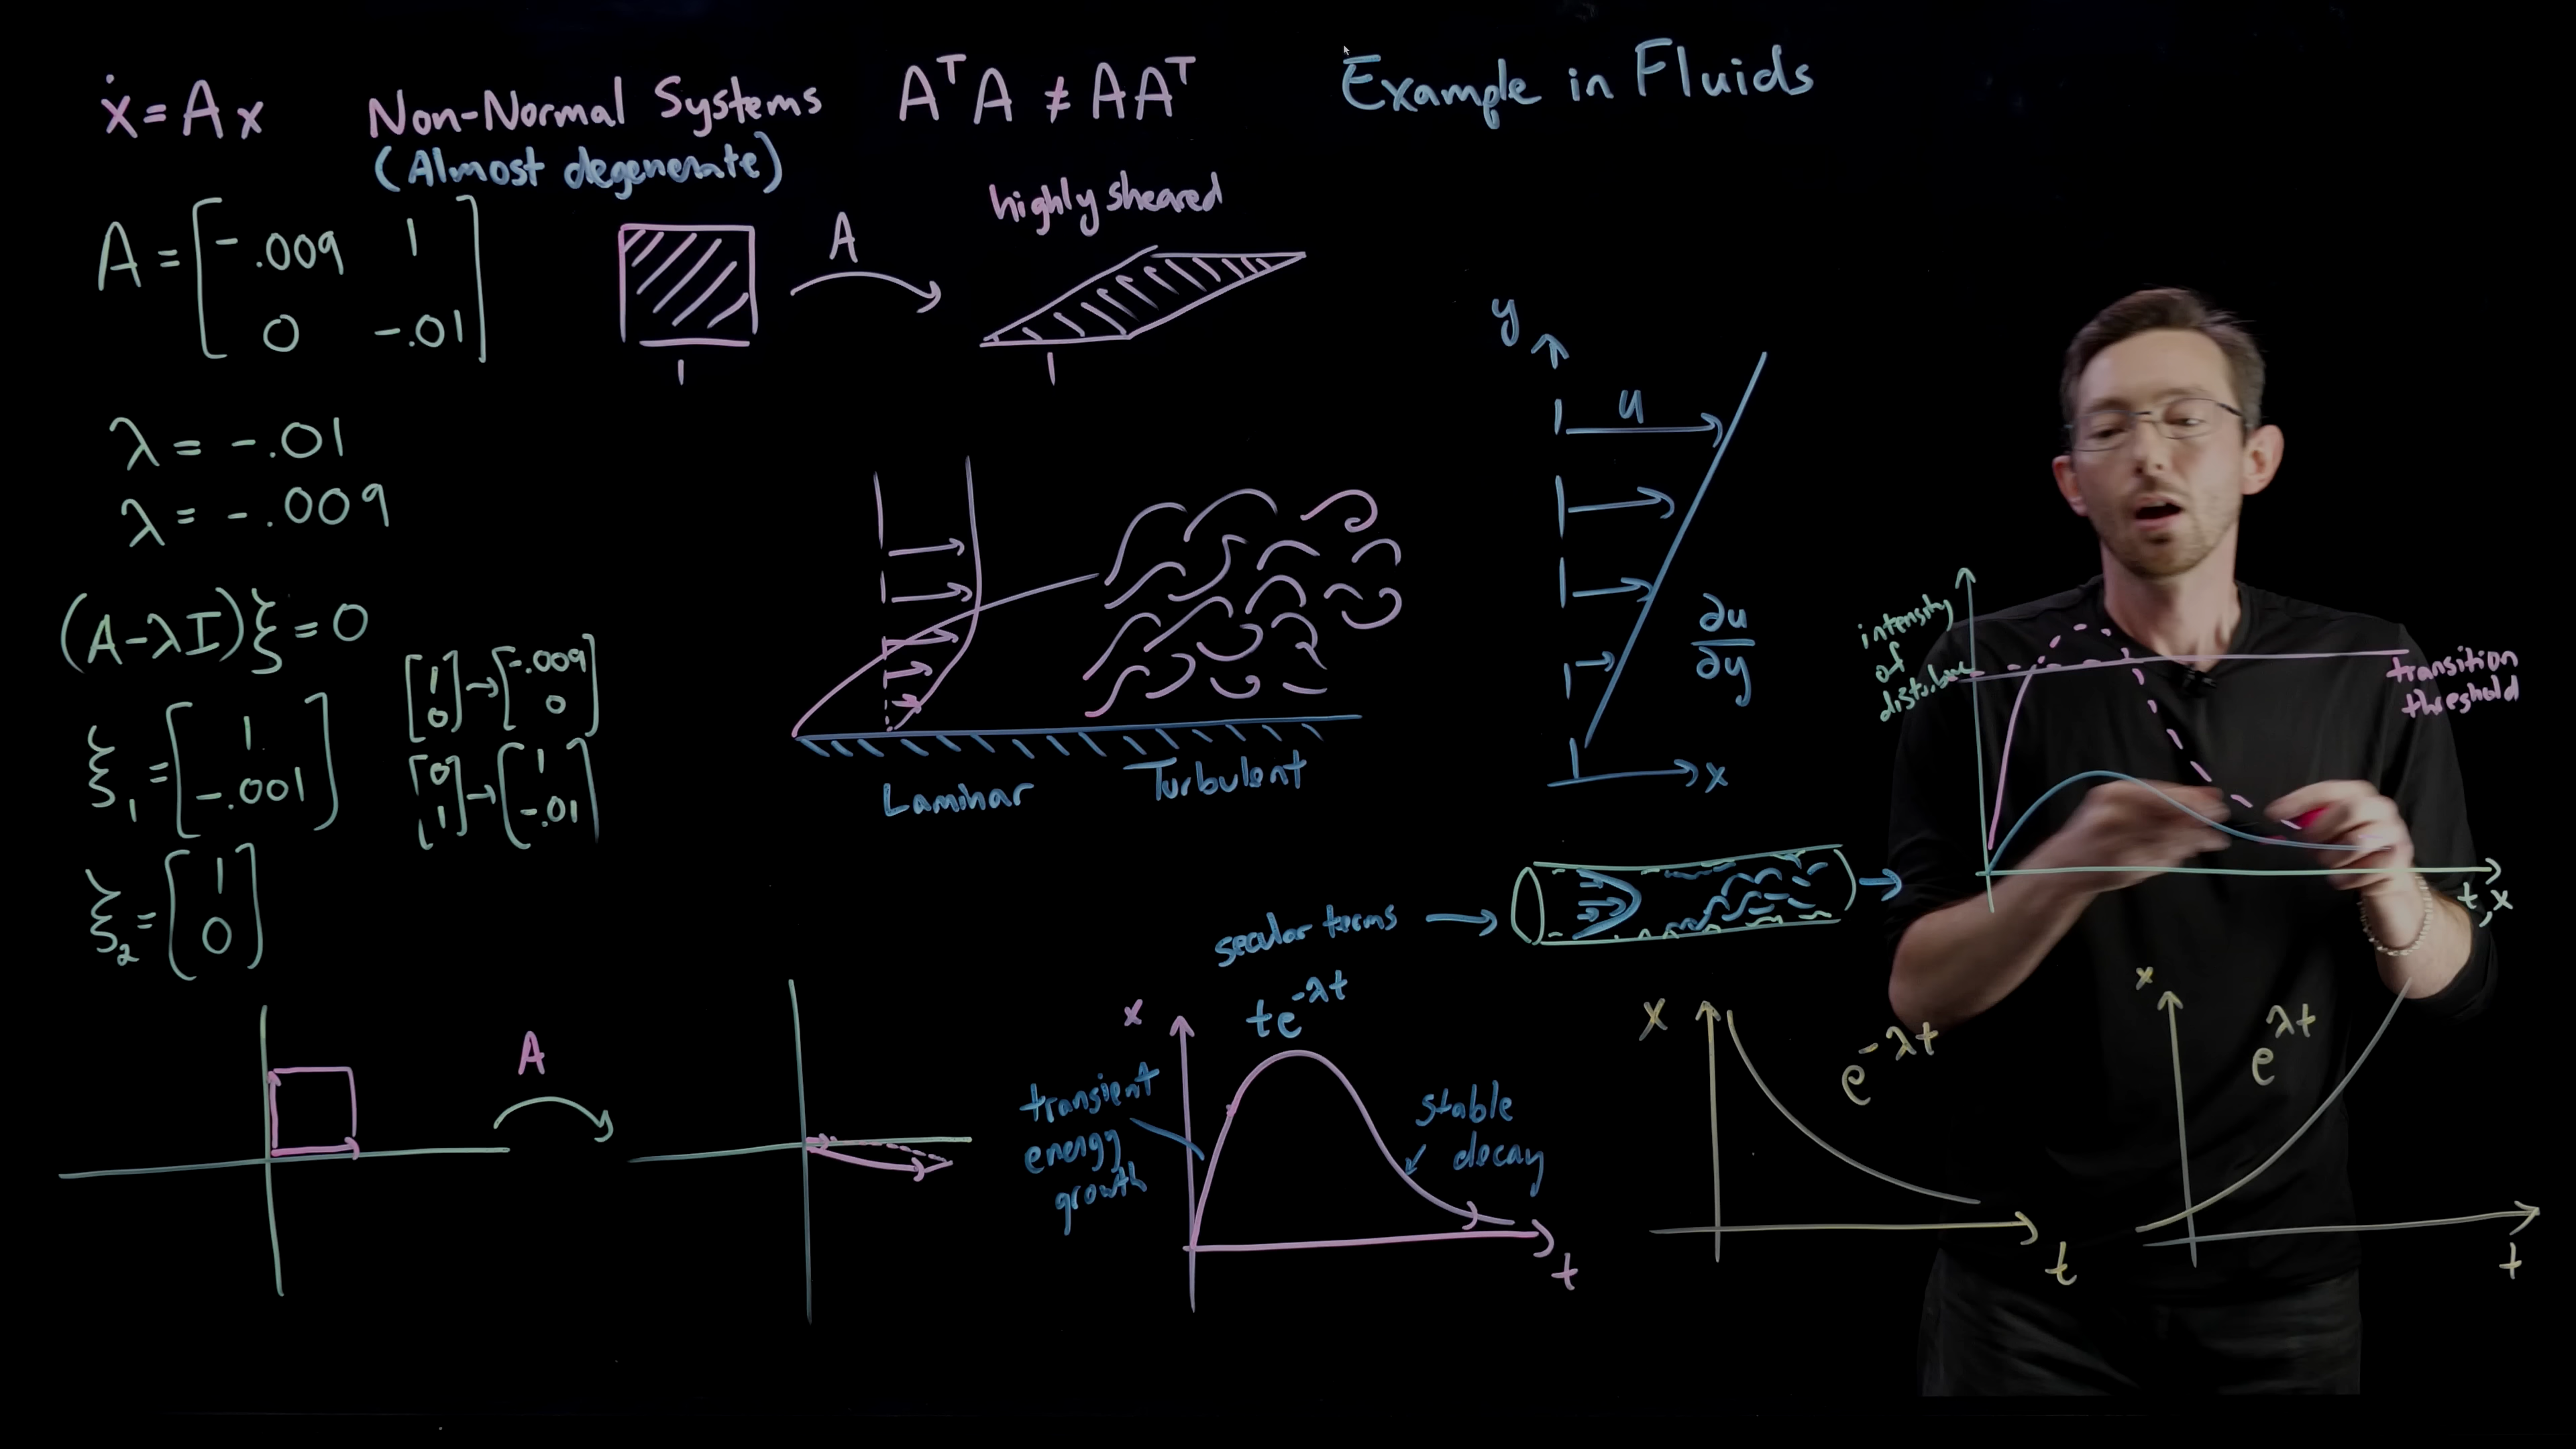 ẋ = Ax
Non-Normal Systems
(Almost degenerate)
AᵀA ≠ AAᵀ
Example in Fluids
A = [-.009 1
0 -.01]
λ = -.01
λ = -.009
(A-λI)ξ = 0
ξ₁ = [1
-.001]
ξ₂ = [1
0]
[1
0] → [-.009
0]
[0
1] → [1
-.01]
A
highly sheared
1
1
Laminar
Turbulent
y
u
∂u
∂y
x
intensity
of
transition
threshold
t,x
secular terms
te^-λt
x
transient
energy
growth
stable
decay
t
A
x
e^-λt
t
x
e^λt
t